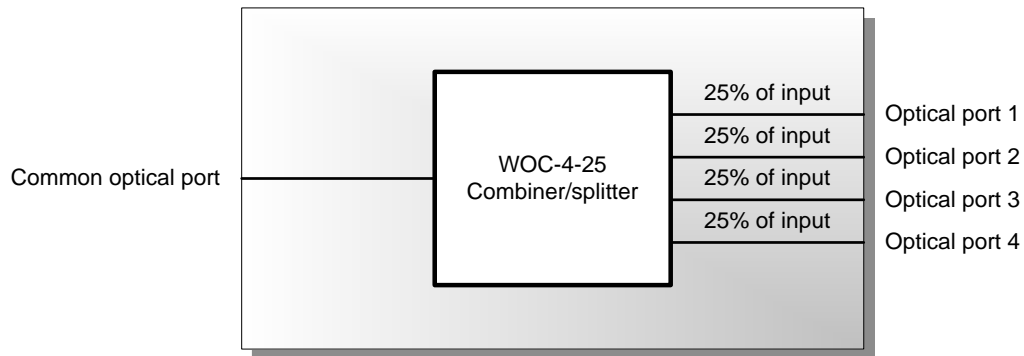 25% of input
Optical port 1
25% of input
Optical port 2
Common optical port
WOC-4-25
Combiner/splitter
25% of input
Optical port 3
25% of input
Optical port 4